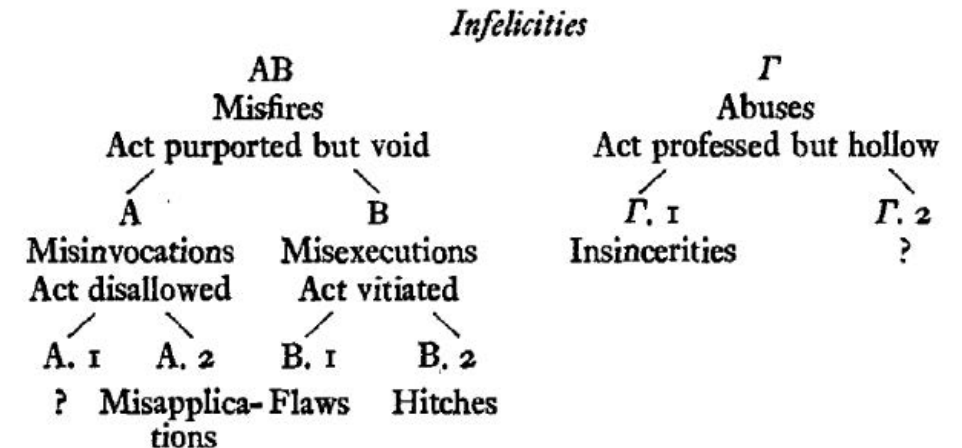 Infelicities
AB Γ
Misfires Abuses
Act purported but void Act professed but hollow
A B Γ. 1 Γ. 2
Misinvocations Misexecutions Insincerities ?
Act disallowed Act vitiated
A. 1 A. 2 B. 1 B. 2
? Misapplica- Flaws Hitches
tions